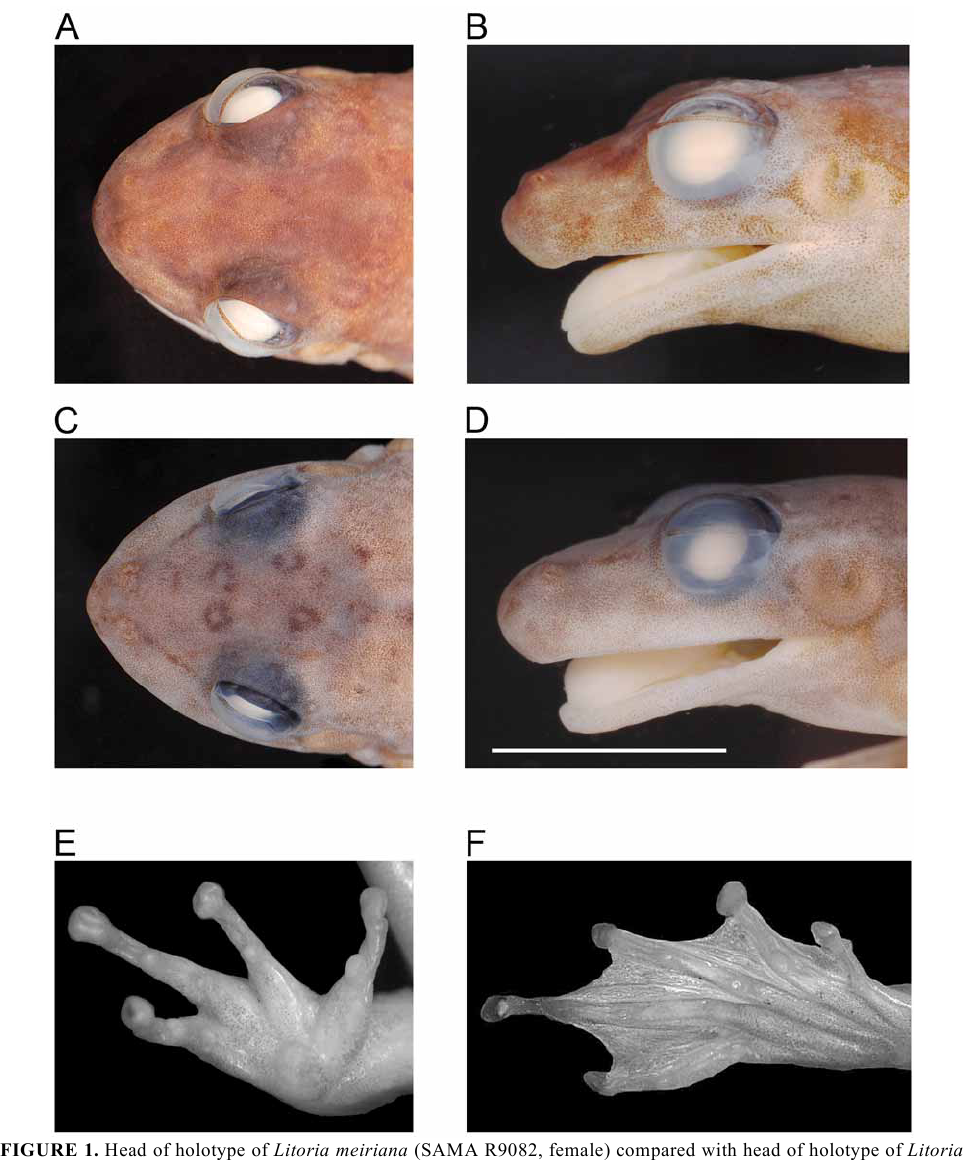 A
B
C
D
E
F
FIGURE 1. Head of holotype of Litoria meiriana (SAMA R9082, female) compared with head of holotype of Litoria